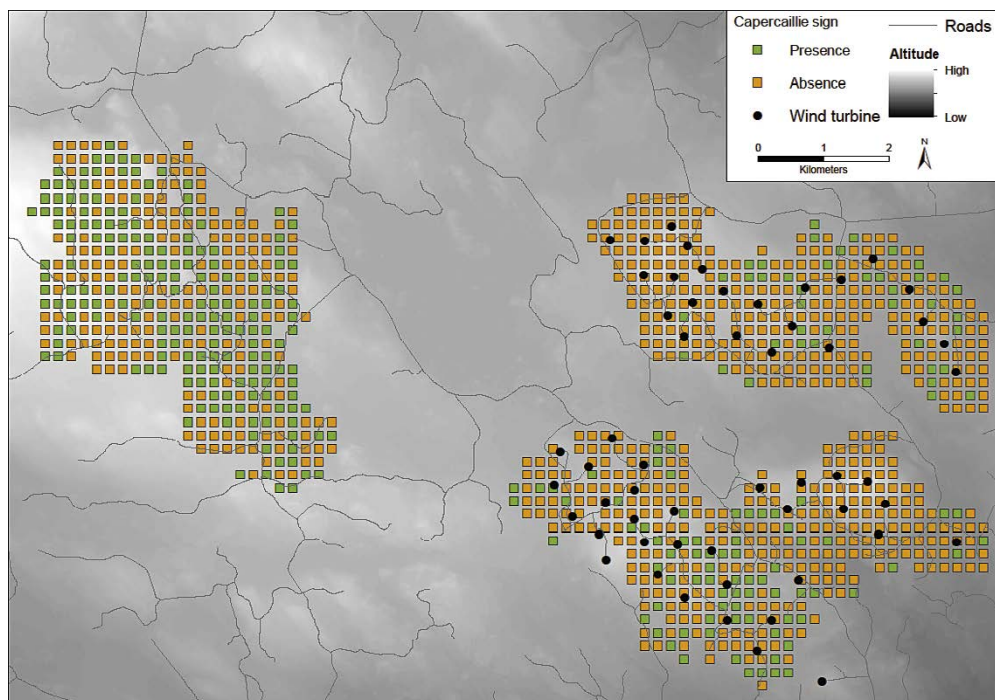 Capercaillie sign
Presence
Absence
Wind turbine
0 1 2
Kilometers
Roads
Altitude
High
Low
N